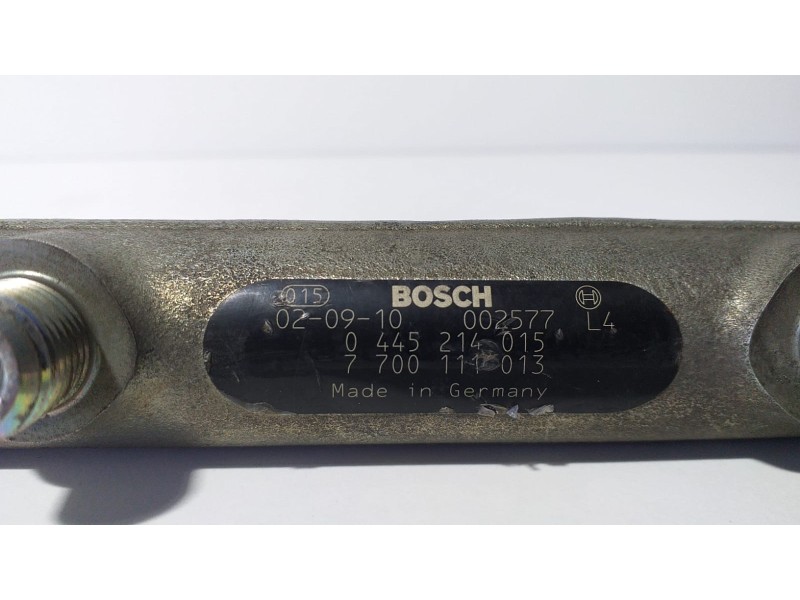 015 BOSCH
02-09-10 002577 L4
0 445 214 015
7 700 111 013
Made in Germany